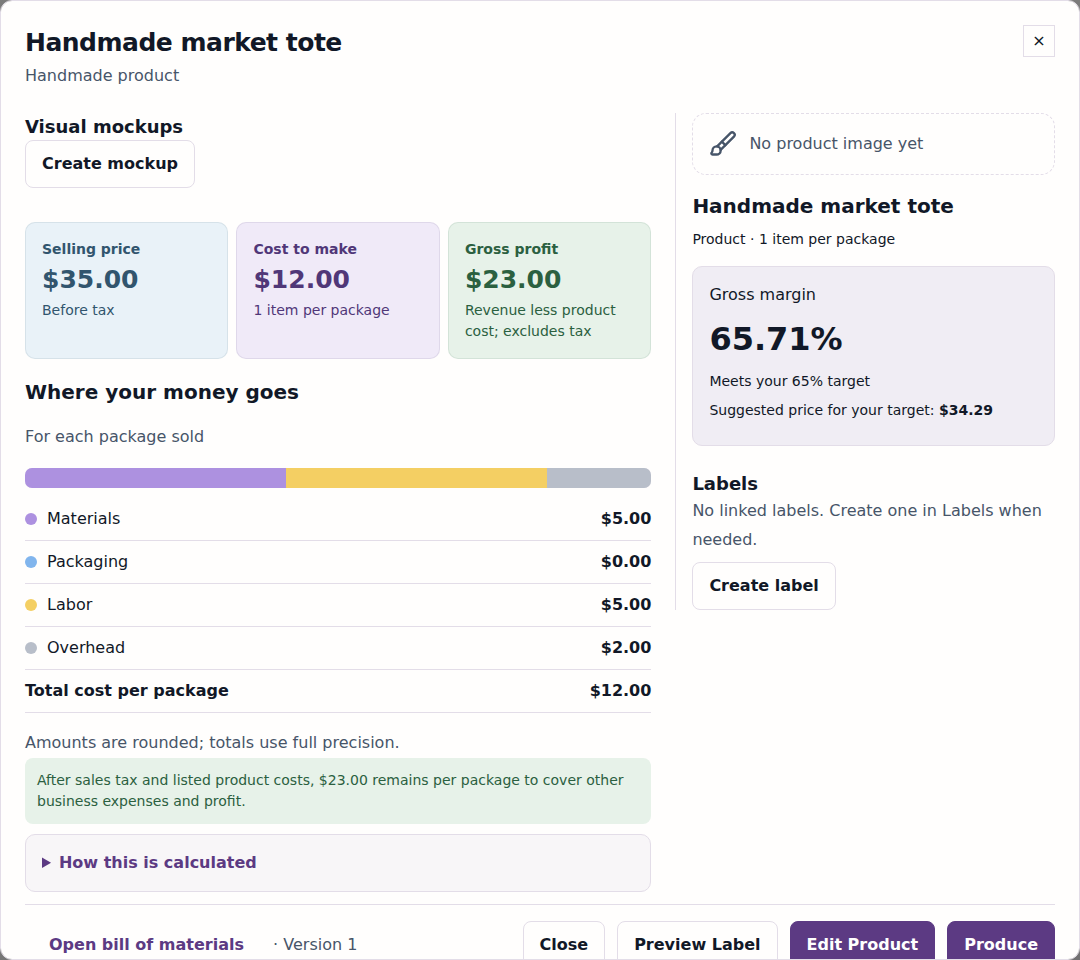 Handmade market tote
×
Handmade product
Visual mockups
Create mockup
Selling price
$35.00
Before tax
Cost to make
$12.00
1 item per package
Gross profit
$23.00
Revenue less product
cost; excludes tax
Where your money goes
For each package sold
Materials $5.00
Packaging $0.00
Labor $5.00
Overhead $2.00
Total cost per package $12.00
Amounts are rounded; totals use full precision.
After sales tax and listed product costs, $23.00 remains per package to cover other
business expenses and profit.
How this is calculated
No product image yet
Handmade market tote
Product · 1 item per package
Gross margin
65.71%
Meets your 65% target
Suggested price for your target: $34.29
Labels
No linked labels. Create one in Labels when
needed.
Create label
Open bill of materials · Version 1
Close
Preview Label
Edit Product
Produce